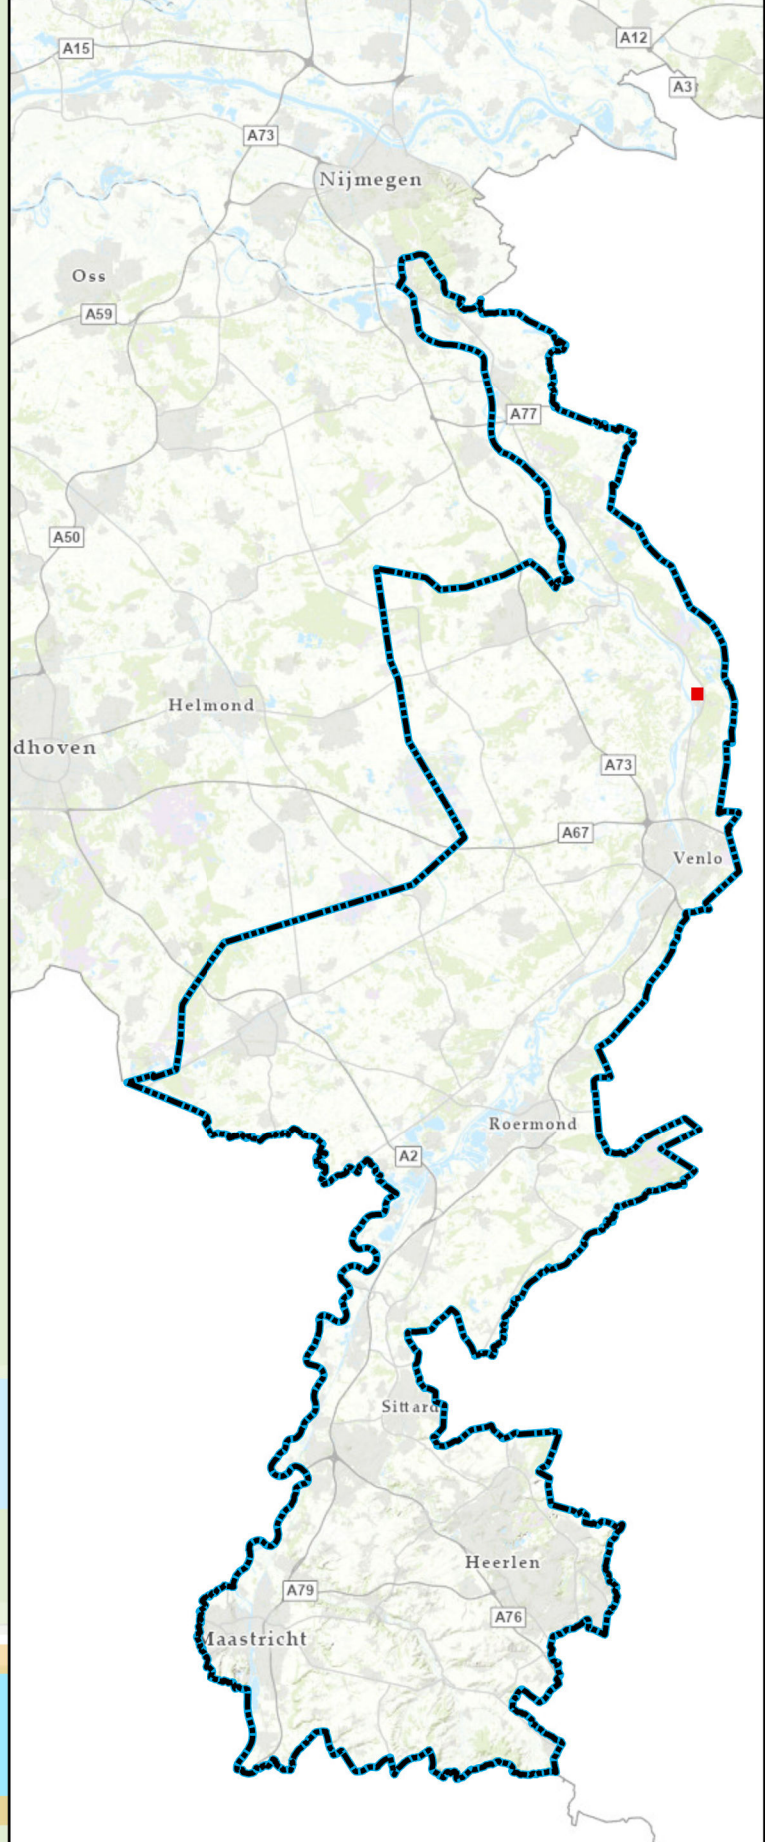 A15
A12
A3
A73
Nijmegen
Oss
A59
A77
A50
Helmond
dhoven
A73
A67
Venlo
Roermond
A2
Sittard
Heerlen
A79
A76
Maastricht